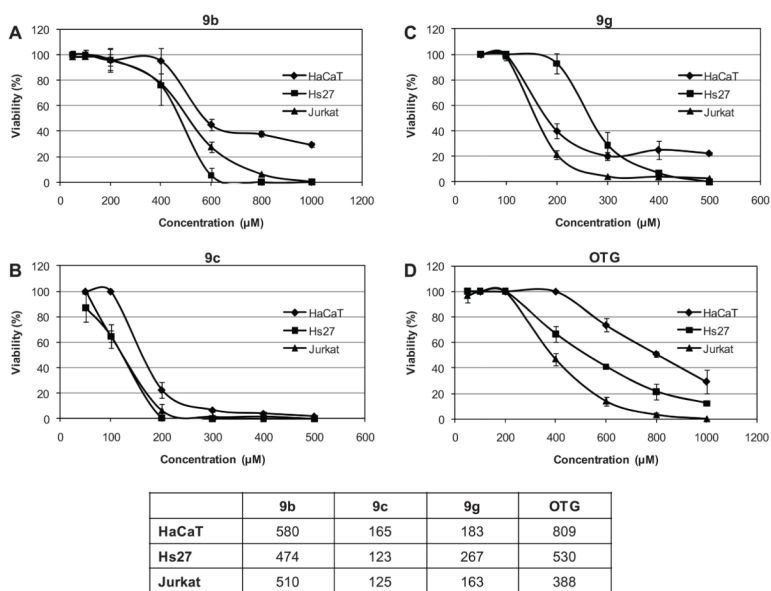 A
9b
120
100
80
60
40
20
0
Viability (%)
0 200 400 600 800 1000 1200
Concentration (µM)
HaCaT
Hs27
Jurkat
C
9g
120
100
80
60
40
20
0
Viability (%)
0 100 200 300 400 500 600
Concentration (µM)
HaCaT
Hs27
Jurkat
B
9c
120
100
80
60
40
20
0
Viability (%)
0 100 200 300 400 500 600
Concentration (µM)
HaCaT
Hs27
Jurkat
D
OTG
120
100
80
60
40
20
0
Viability (%)
0 200 400 600 800 1000 1200
Concentration (µM)
HaCaT
Hs27
Jurkat
9b 9c 9g OTG
HaCaT 580 165 183 809
Hs27 474 123 267 530
Jurkat 510 125 163 388